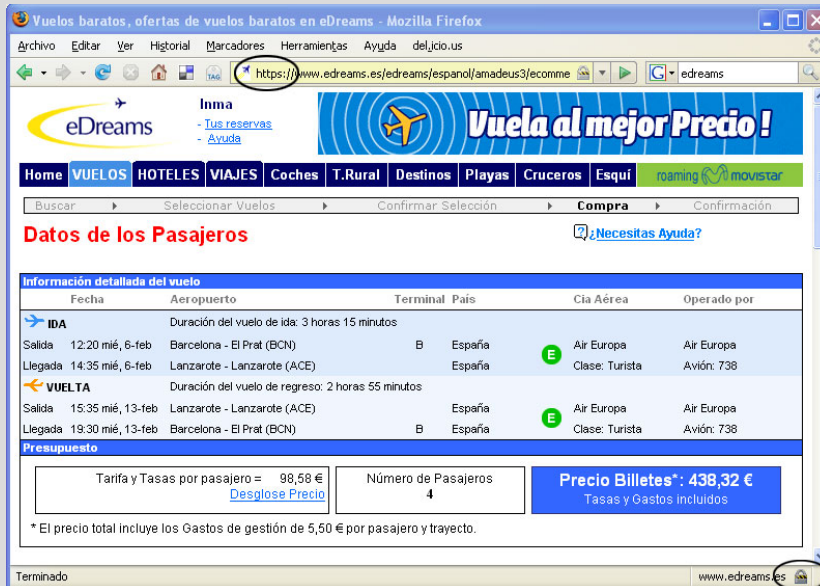 Vuelos baratos, ofertas de vuelos baratos en eDreams - Mozilla Firefox
Archivo Editar Ver Historial Marcadores Herramientas Ayuda del.icio.us
TAG https://www.edreams.es/edreams/espanol/amadeus3/ecomme G edreams
eDreams
Inma
- Tus reservas
- Ayuda
Vuela al mejor Precio !
Home VUELOS HOTELES VIAJES Coches T.Rural Destinos Playas Cruceros Esquí roaming movistar
Buscar Seleccionar Vuelos Confirmar Selección Compra Confirmación
Datos de los Pasajeros
?¿Necesitas Ayuda?
Información detallada del vuelo
Fecha Aeropuerto Terminal País Cia Aérea Operado por
IDA Duración del vuelo de ida: 3 horas 15 minutos
Salida 12:20 mié, 6-feb Barcelona - El Prat (BCN) B España E Air Europa Air Europa
Llegada 14:35 mié, 6-feb Lanzarote - Lanzarote (ACE) España Clase: Turista Avión: 738
VUELTA Duración del vuelo de regreso: 2 horas 55 minutos
Salida 15:35 mié, 13-feb Lanzarote - Lanzarote (ACE) España E Air Europa Air Europa
Llegada 19:30 mié, 13-feb Barcelona - El Prat (BCN) B España Clase: Turista Avión: 738
Presupuesto
Tarifa y Tasas por pasajero = 98,58 €
Desglose Precio
Número de Pasajeros
4
Precio Billetes*: 438,32 €
Tasas y Gastos incluidos
* El precio total incluye los Gastos de gestión de 5,50 € por pasajero y trayecto.
Terminado www.edreams.es